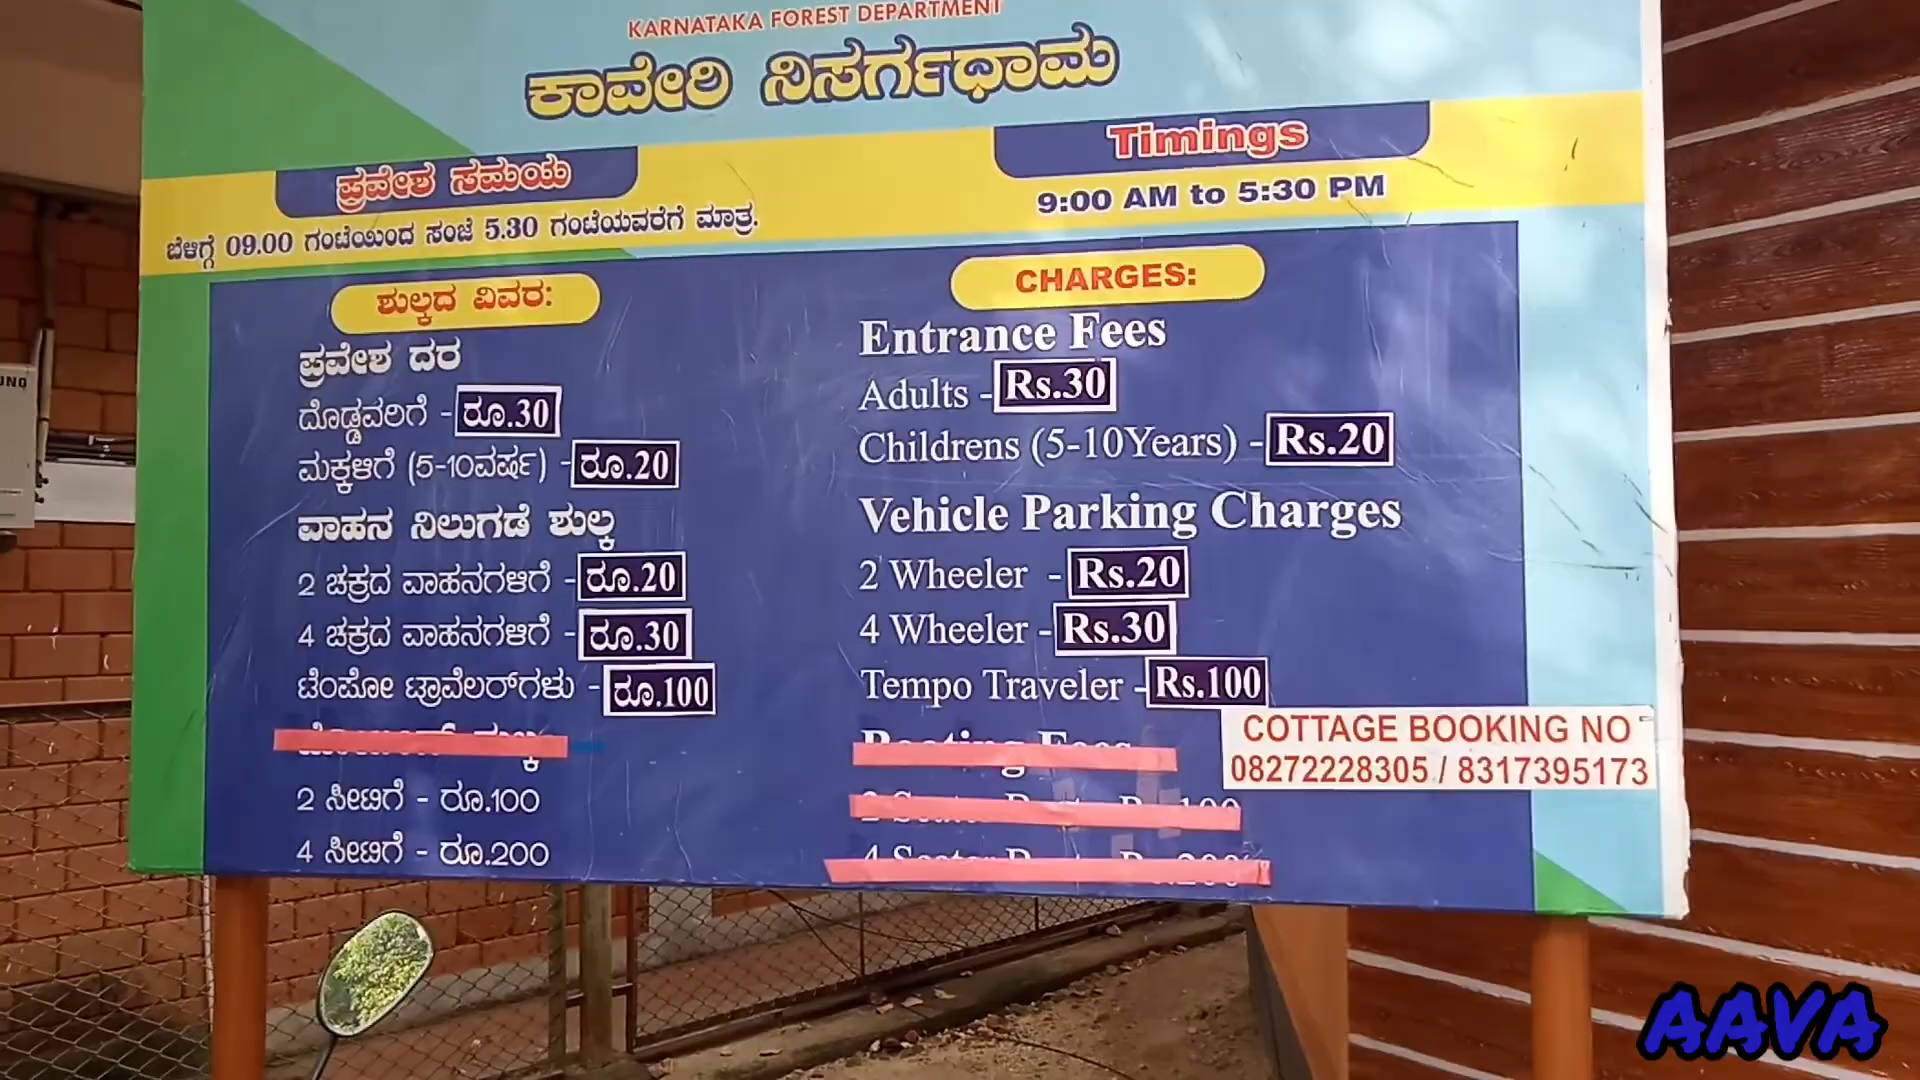 KARNATAKA FOREST DEPARTMENT
ಕಾವೇರಿ ನಿಸರ್ಗಧಾಮ
ಪ್ರವೇಶ ಸಮಯ
ಬೆಳಿಗ್ಗೆ 09.00 ಗಂಟೆಯಿಂದ ಸಂಜೆ 5.30 ಗಂಟೆಯವರೆಗೆ ಮಾತ್ರ.
Timings
9:00 AM to 5:30 PM
ಶುಲ್ಕದ ವಿವರ:
ಪ್ರವೇಶ ದರ
ದೊಡ್ಡವರಿಗೆ - ರೂ.30
ಮಕ್ಕಳಿಗೆ (5-10ವರ್ಷ) - ರೂ.20
ವಾಹನ ನಿಲುಗಡೆ ಶುಲ್ಕ
2 ಚಕ್ರದ ವಾಹನಗಳಿಗೆ - ರೂ.20
4 ಚಕ್ರದ ವಾಹನಗಳಿಗೆ - ರೂ.30
ಟೆಂಪೋ ಟ್ರಾವೆಲರ್‌ಗಳು - ರೂ.100
2 ಸೀಟಿಗೆ - ರೂ.100
4 ಸೀಟಿಗೆ - ರೂ.200
CHARGES:
Entrance Fees
Adults - Rs.30
Childrens (5-10Years) - Rs.20
Vehicle Parking Charges
2 Wheeler - Rs.20
4 Wheeler - Rs.30
Tempo Traveler - Rs.100
Boating Fees
COTTAGE BOOKING NO -
08272228305 / 8317395173
AAVA